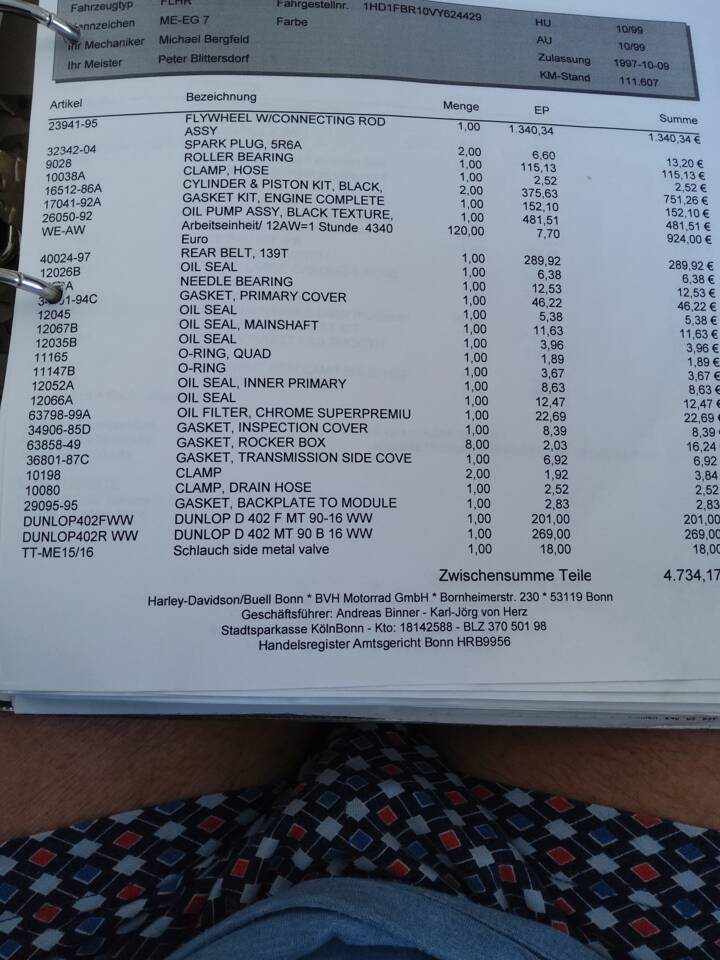 Fahrzeugtyp FLHR Fahrgestellnr. 1HD1FBR10VY624429 HU 10/99
Kennzeichen ME-EG 7 Farbe AU 10/99
Ihr Mechaniker Michael Bergfeld Zulassung 1997-10-09
Ihr Meister Peter Blittersdorf KM-Stand 111.607
Artikel Bezeichnung Menge EP Summe
23941-95 FLYWHEEL W/CONNECTING ROD 1,00 1.340,34 1.340,34 €
ASSY
32342-04 SPARK PLUG, 5R6A 2,00 6,60 13,20 €
9028 ROLLER BEARING 1,00 115,13 115,13 €
10038A CLAMP, HOSE 1,00 2,52 2,52 €
16512-86A CYLINDER & PISTON KIT, BLACK, 2,00 375,63 751,26 €
17041-92A GASKET KIT, ENGINE COMPLETE 1,00 152,10 152,10 €
26050-92 OIL PUMP ASSY, BLACK TEXTURE, 1,00 481,51 481,51 €
WE-AW Arbeitseinheit/ 12AW=1 Stunde 4340 120,00 7,70 924,00 €
Euro
40024-97 REAR BELT, 139T 1,00 289,92 289,92 €
12026B OIL SEAL 1,00 6,38 6,38 €
NEEDLE BEARING 1,00 12,53 12,53 €
GASKET, PRIMARY COVER 1,00 46,22 46,22 €
12045 OIL SEAL 1,00 5,38 5,38 €
12067B OIL SEAL, MAINSHAFT 1,00 11,63 11,63 €
12035B OIL SEAL 1,00 3,96 3,96 €
11165 O-RING, QUAD 1,00 1,89 1,89 €
11147B O-RING 1,00 3,67 3,67 €
12052A OIL SEAL, INNER PRIMARY 1,00 8,63 8,63 €
12066A OIL SEAL 1,00 12,47 12,47 €
63798-99A OIL FILTER, CHROME SUPERPREMIU 1,00 22,69 22,69 €
34906-85D GASKET, INSPECTION COVER 1,00 8,39 8,39
63858-49 GASKET, ROCKER BOX 8,00 2,03 16,24
36801-87C GASKET, TRANSMISSION SIDE COVE 1,00 6,92 6,92
10198 CLAMP 2,00 1,92 3,84
10080 CLAMP, DRAIN HOSE 1,00 2,52 2,52
29095-95 GASKET, BACKPLATE TO MODULE 1,00 2,83 2,83
DUNLOP402FWW DUNLOP D 402 F MT 90-16 WW 1,00 201,00 201,00
DUNLOP402R WW DUNLOP D 402 MT 90 B 16 WW 1,00 269,00 269,00
TT-ME15/16 Schlauch side metal valve 1,00 18,00 18,00
Zwischensumme Teile 4.734,17
Harley-Davidson/Buell Bonn * BVH Motorrad GmbH * Bornheimerstr. 230 * 53119 Bonn
Geschäftsführer: Andreas Binner - Karl-Jörg von Herz
Stadtsparkasse KölnBonn - Kto: 18142588 - BLZ 370 501 98
Handelsregister Amtsgericht Bonn HRB9956